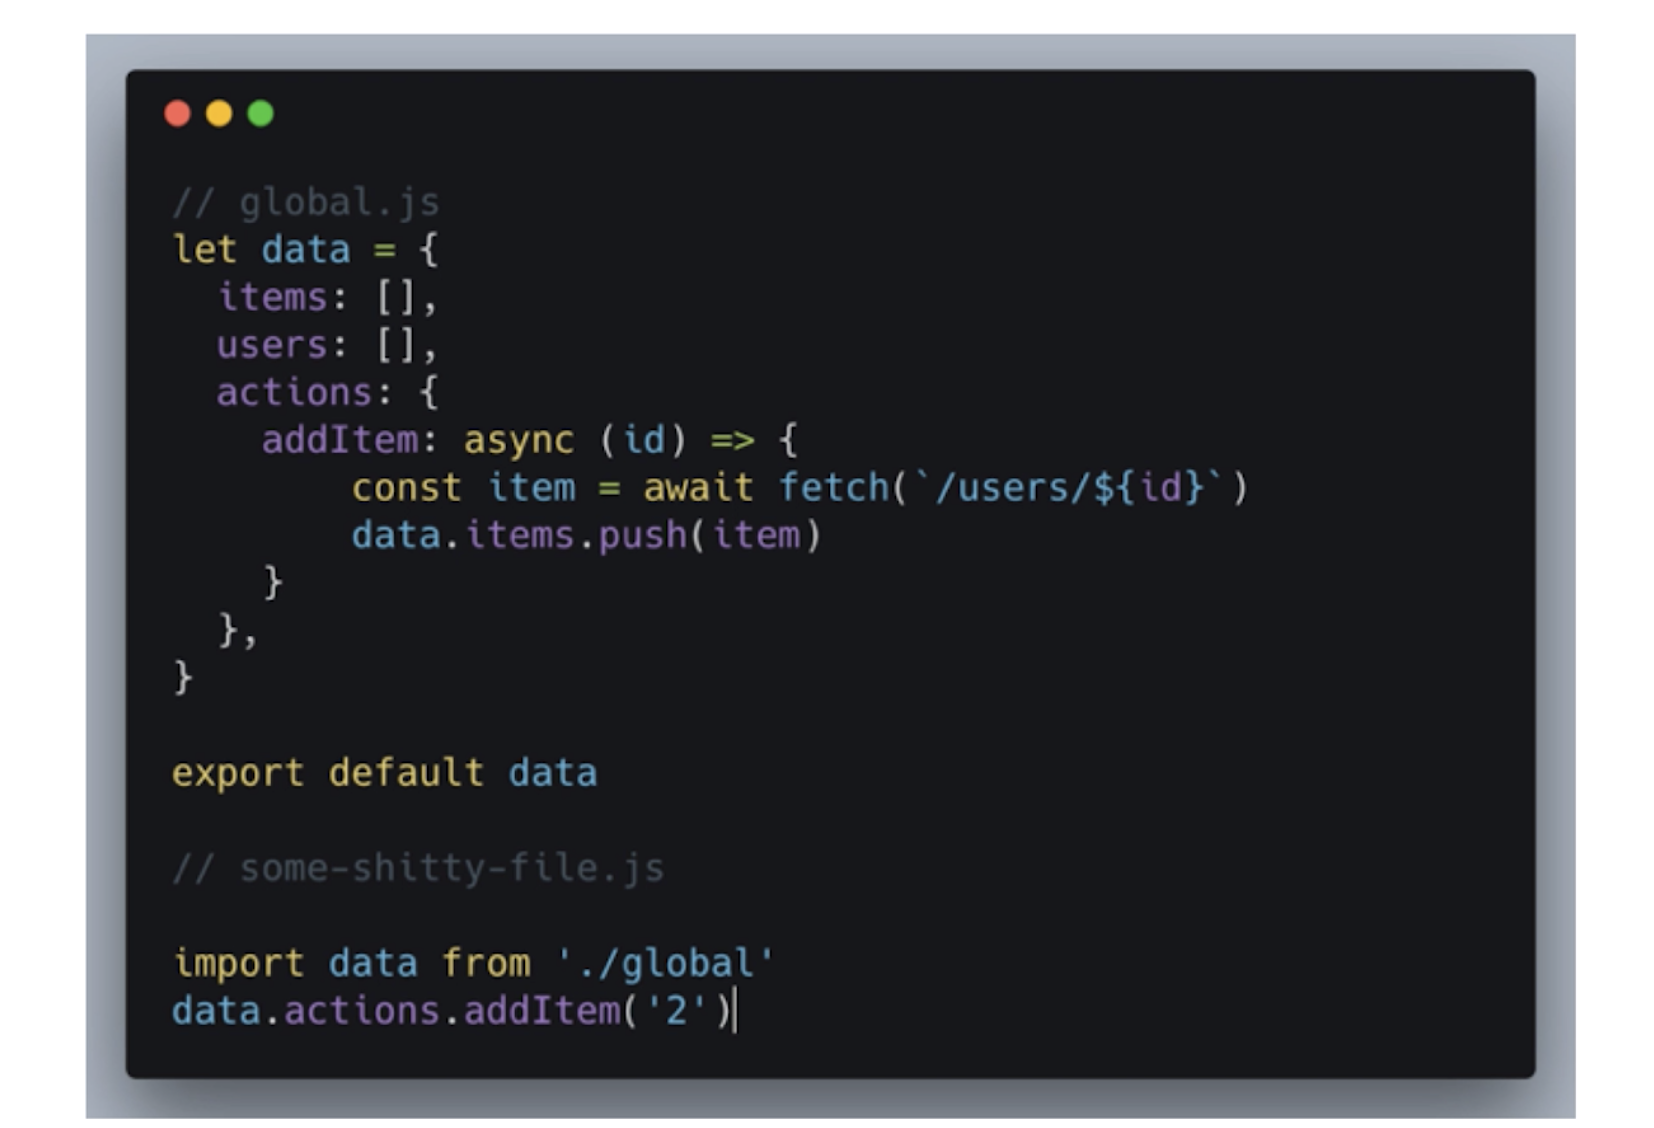 // global.js
let data = {
  items: [],
  users: [],
  actions: {
    addItem: async (id) => {
        const item = await fetch(`/users/${id}`)
        data.items.push(item)
    }
  },
}

export default data

// some-shitty-file.js

import data from './global'
data.actions.addItem('2')